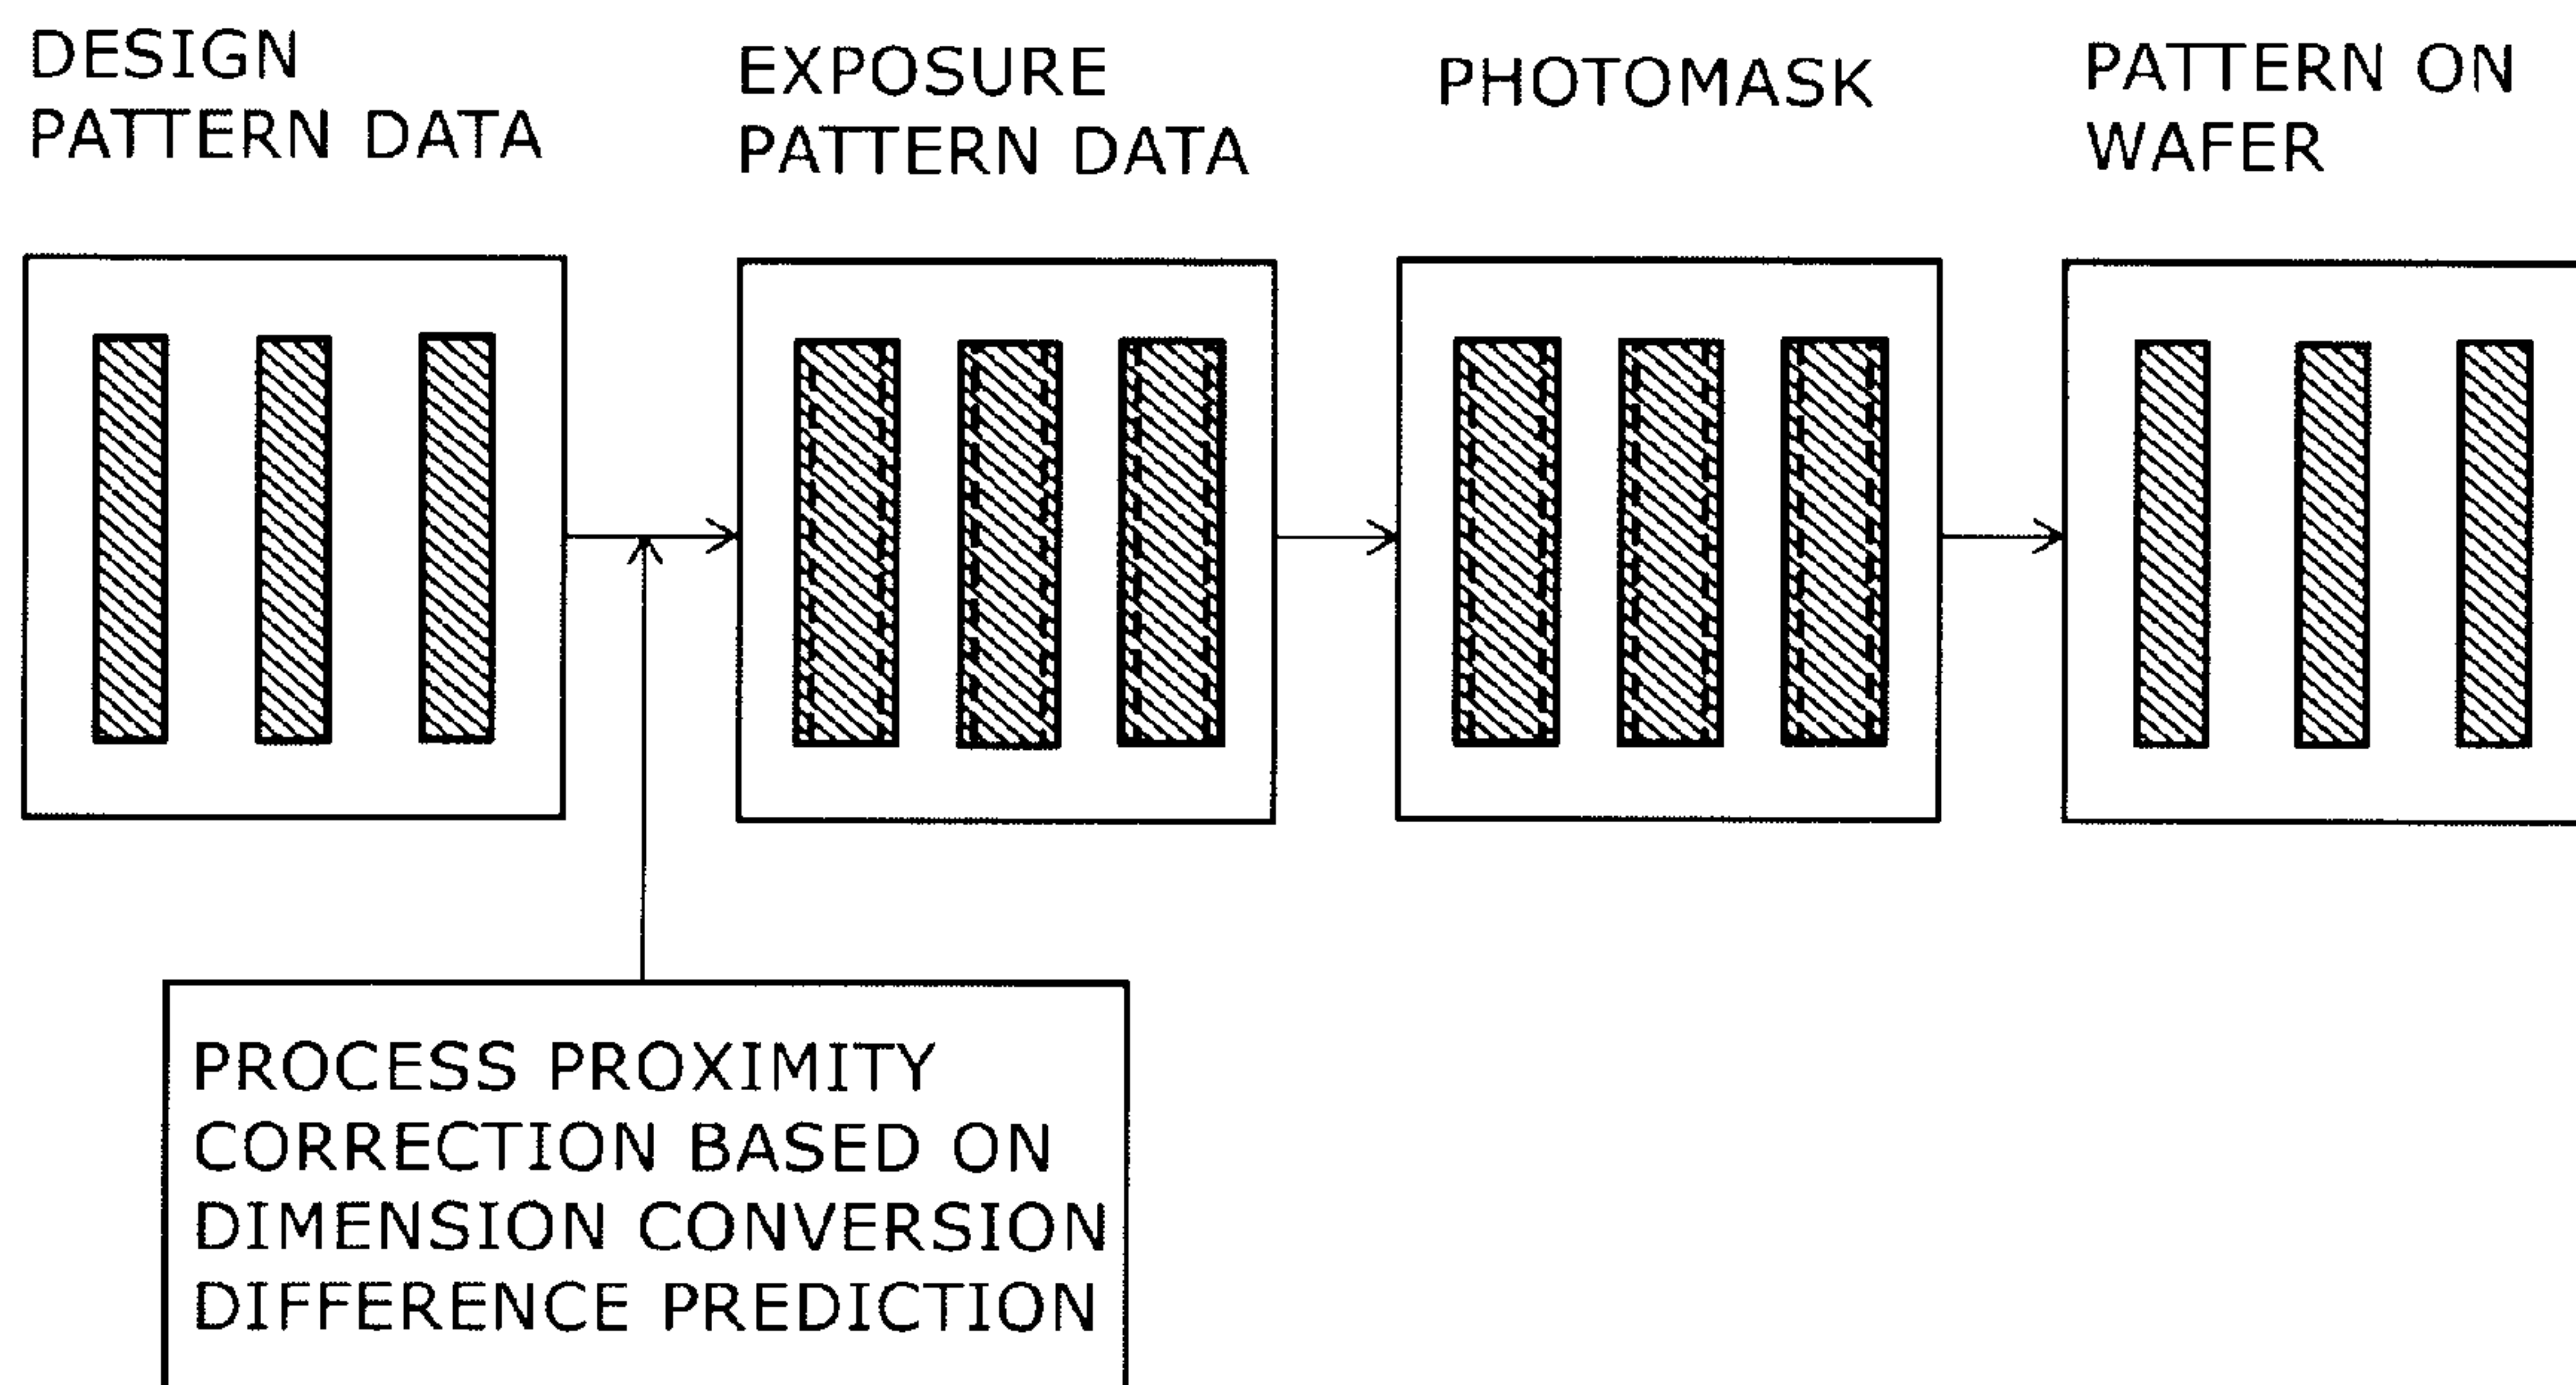 DESIGN
PATTERN DATA
EXPOSURE
PATTERN DATA
PHOTOMASK
PATTERN ON
WAFER
PROCESS PROXIMITY
CORRECTION BASED ON
DIMENSION CONVERSION
DIFFERENCE PREDICTION